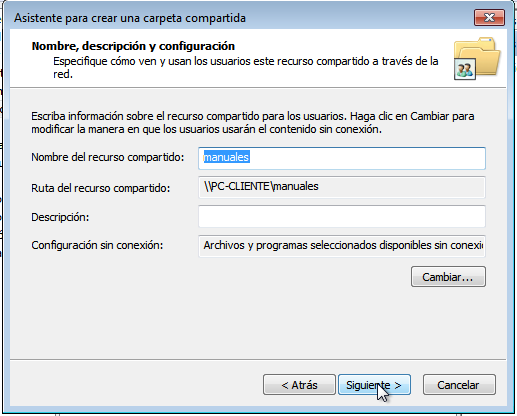 Asistente para crear una carpeta compartida
Nombre, descripción y configuración
Especifique cómo ven y usan los usuarios este recurso compartido a través de la
red.
Escriba información sobre el recurso compartido para los usuarios. Haga clic en Cambiar para
modificar la manera en que los usuarios usarán el contenido sin conexión.
Nombre del recurso compartido: manuales
Ruta del recurso compartido: \\PC-CLIENTE\manuales
Descripción:
Configuración sin conexión: Archivos y programas seleccionados disponibles sin conexi
Cambiar...
< Atrás Siguiente > Cancelar